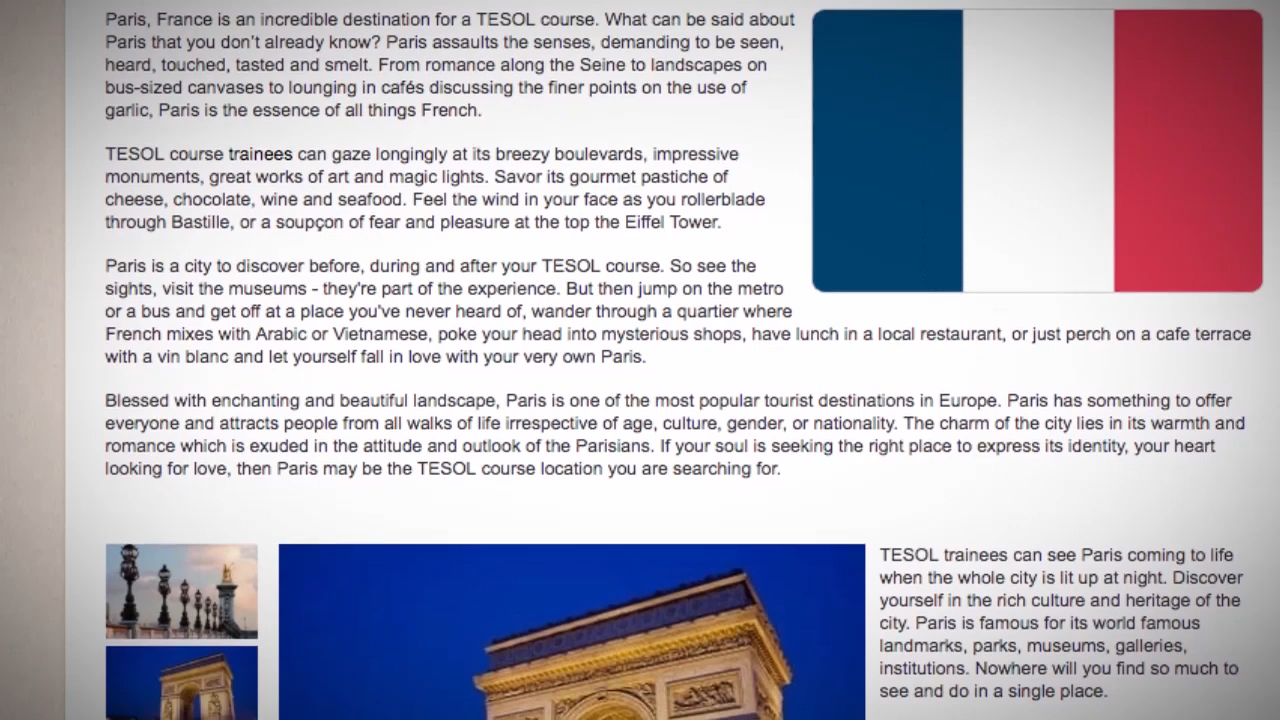 Paris, France is an incredible destination for a TESOL course. What can be said about
Paris that you don't already know? Paris assaults the senses, demanding to be seen,
heard, touched, tasted and smelt. From romance along the Seine to landscapes on
bus-sized canvases to lounging in cafés discussing the finer points on the use of
garlic, Paris is the essence of all things French.
TESOL course trainees can gaze longingly at its breezy boulevards, impressive
monuments, great works of art and magic lights. Savor its gourmet pastiche of
cheese, chocolate, wine and seafood. Feel the wind in your face as you rollerblade
through Bastille, or a soupçon of fear and pleasure at the top the Eiffel Tower.
Paris is a city to discover before, during and after your TESOL course. So see the
sights, visit the museums - they're part of the experience. But then jump on the metro
or a bus and get off at a place you've never heard of, wander through a quartier where
French mixes with Arabic or Vietnamese, poke your head into mysterious shops, have lunch in a local restaurant, or just perch on a cafe terrace
with a vin blanc and let yourself fall in love with your very own Paris.
Blessed with enchanting and beautiful landscape, Paris is one of the most popular tourist destinations in Europe. Paris has something to offer
everyone and attracts people from all walks of life irrespective of age, culture, gender, or nationality. The charm of the city lies in its warmth and
romance which is exuded in the attitude and outlook of the Parisians. If your soul is seeking the right place to express its identity, your heart
looking for love, then Paris may be the TESOL course location you are searching for.
TESOL trainees can see Paris coming to life
when the whole city is lit up at night. Discover
yourself in the rich culture and heritage of the
city. Paris is famous for its world famous
landmarks, parks, museums, galleries,
institutions. Nowhere will you find so much to
see and do in a single place.